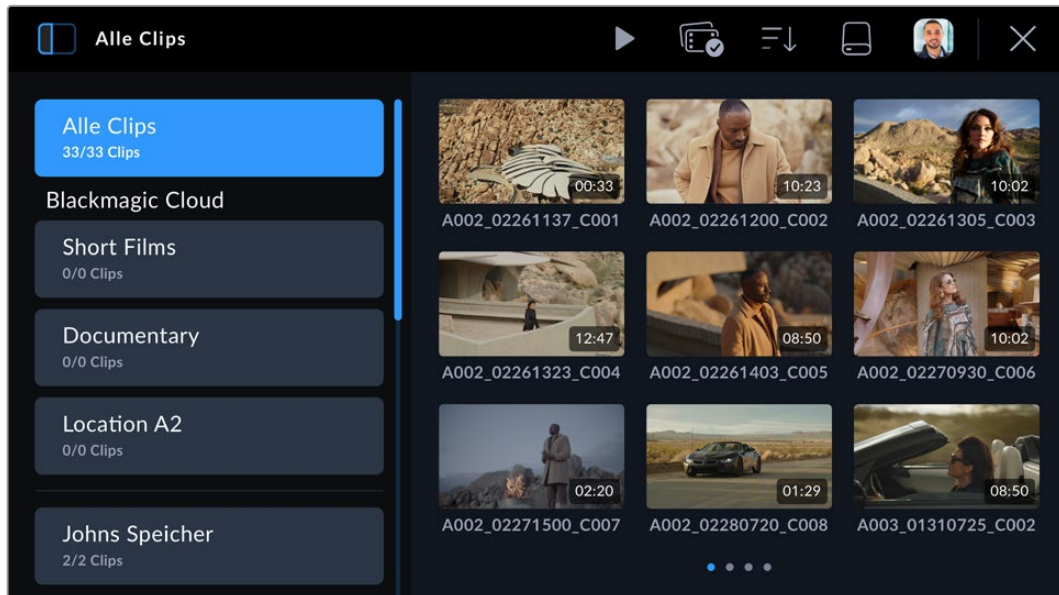 Alle Clips
Alle Clips
33/33 Clips
Blackmagic Cloud
Short Films
0/0 Clips
Documentary
0/0 Clips
Location A2
0/0 Clips
Johns Speicher
2/2 Clips
00:33
10:23
10:02
A002_02261137_C001
A002_02261200_C002
A002_02261305_C003
12:47
08:50
10:02
A002_02261323_C004
A002_02261403_C005
A002_02270930_C006
02:20
01:29
08:50
A002_02271500_C007
A002_02280720_C008
A003_01310725_C002